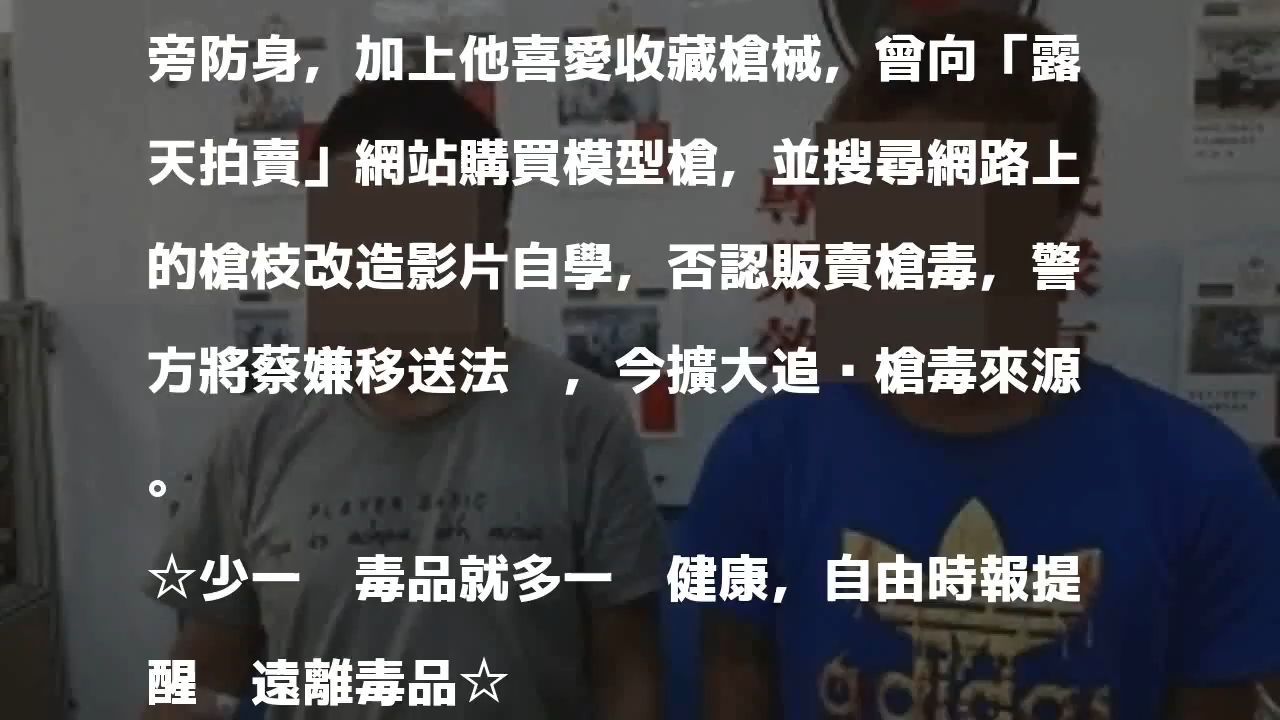 旁防身，加上他喜愛收藏槍械，曾向「露
天拍賣」網站購買模型槍，並搜尋網路上
的槍枝改造影片自學，否認販賣槍毒，警
方將蔡嫌移送法　，今擴大追▪槍毒來源
。
☆少一　毒品就多一　健康，自由時報提
醒　遠離毒品☆
PLAYER BASIC
adidas